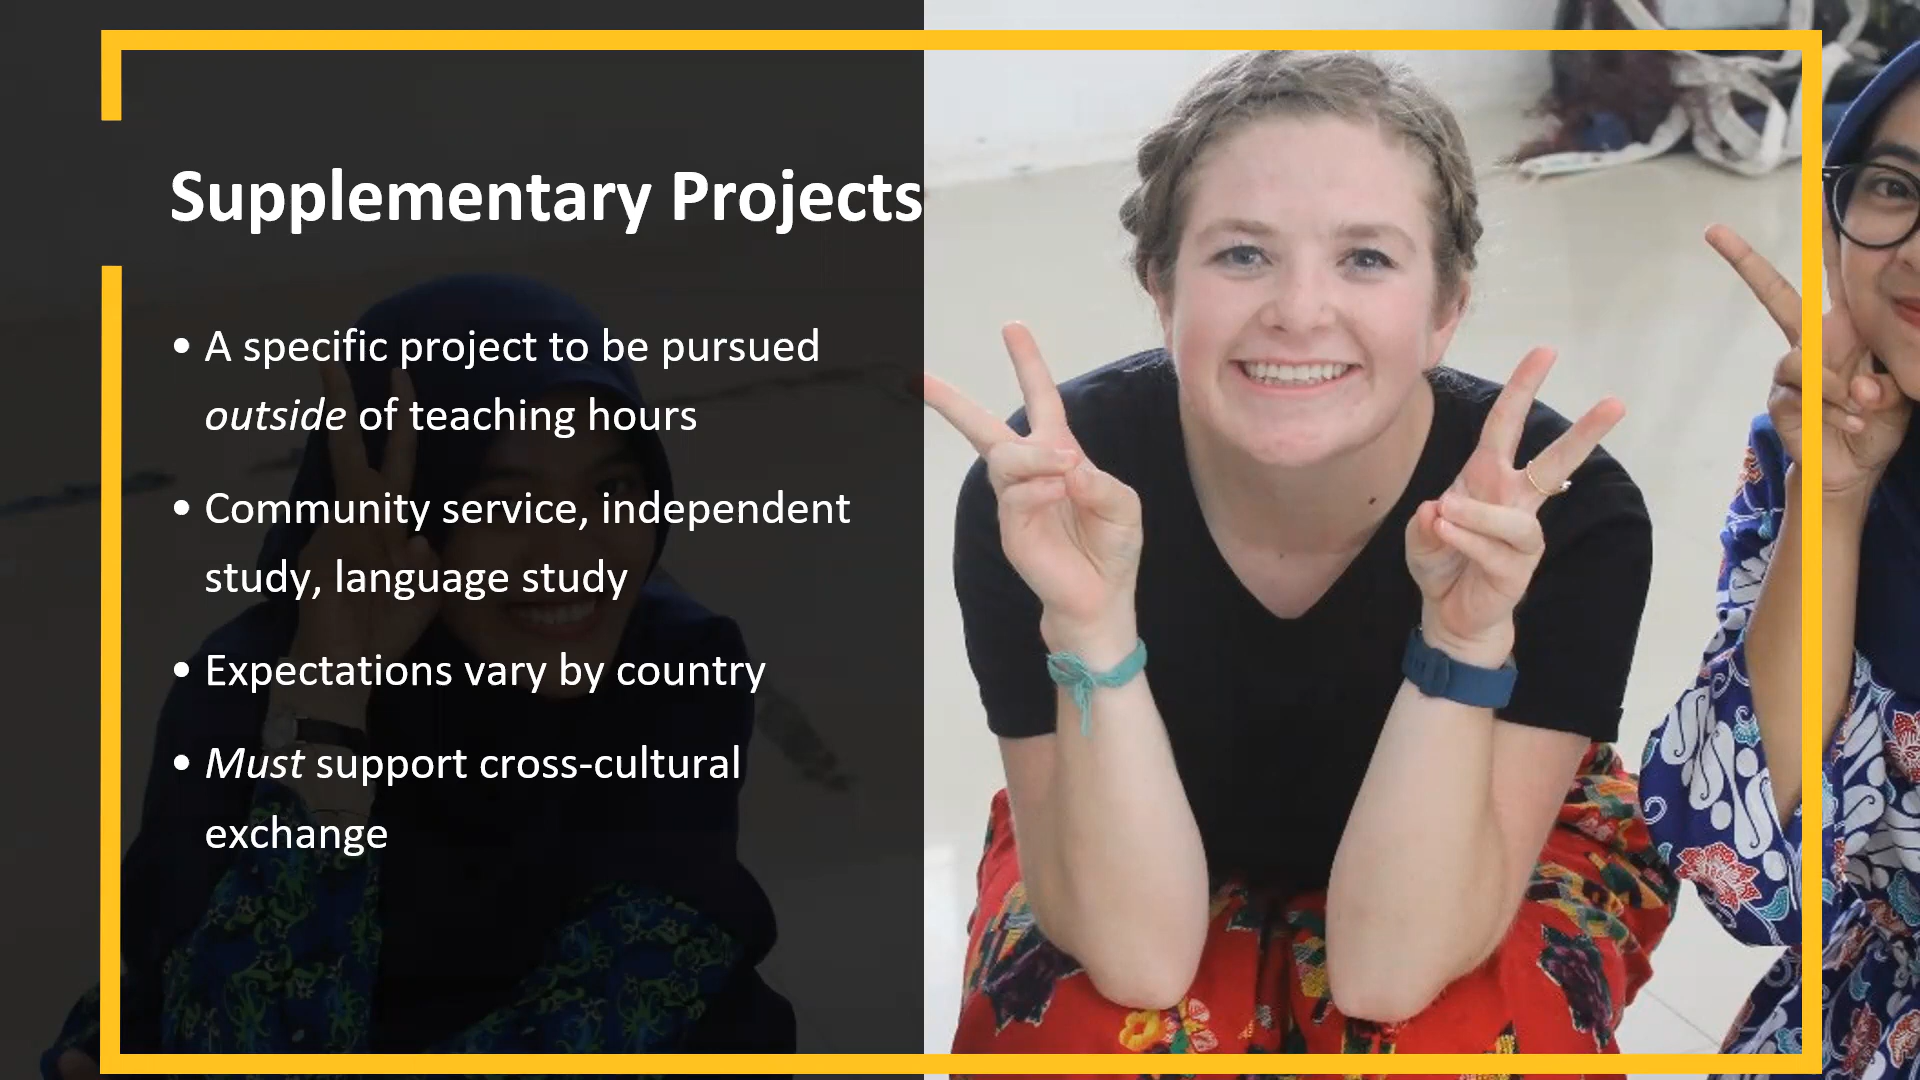 Supplementary Projects
• A specific project to be pursued
outside of teaching hours
• Community service, independent
study, language study
• Expectations vary by country
• Must support cross-cultural
exchange